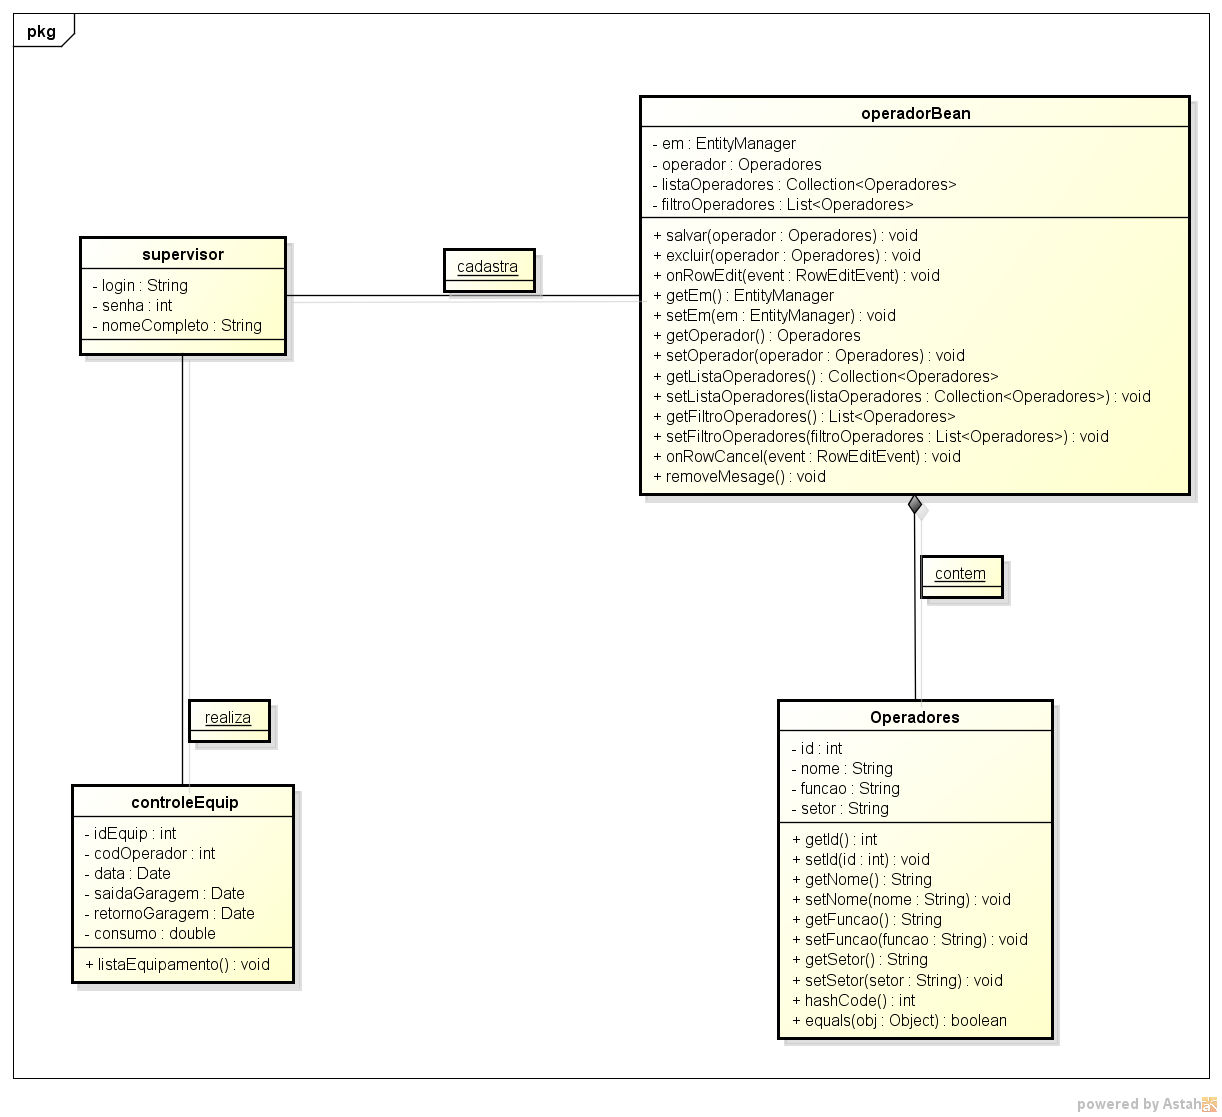 pkg
operadorBean
- em : EntityManager
- operador : Operadores
- listaOperadores : Collection<Operadores>
- filtroOperadores : List<Operadores>
+ salvar(operador : Operadores) : void
+ excluir(operador : Operadores) : void
+ onRowEdit(event : RowEditEvent) : void
+ getEm() : EntityManager
+ setEm(em : EntityManager) : void
+ getOperador() : Operadores
+ setOperador(operador : Operadores) : void
+ getListaOperadores() : Collection<Operadores>
+ setListaOperadores(listaOperadores : Collection<Operadores>) : void
+ getFiltroOperadores() : List<Operadores>
+ setFiltroOperadores(filtroOperadores : List<Operadores>) : void
+ onRowCancel(event : RowEditEvent) : void
+ removeMesage() : void
supervisor
- login : String
- senha : int
- nomeCompleto : String
cadastra
contem
realiza
Operadores
- id : int
- nome : String
- funcao : String
- setor : String
+ getId() : int
+ setId(id : int) : void
+ getNome() : String
+ setNome(nome : String) : void
+ getFuncao() : String
+ setFuncao(funcao : String) : void
+ getSetor() : String
+ setSetor(setor : String) : void
+ hashCode() : int
+ equals(obj : Object) : boolean
controleEquip
- idEquip : int
- codOperador : int
- data : Date
- saidaGaragem : Date
- retornoGaragem : Date
- consumo : double
+ listaEquipamento() : void
powered by Astah